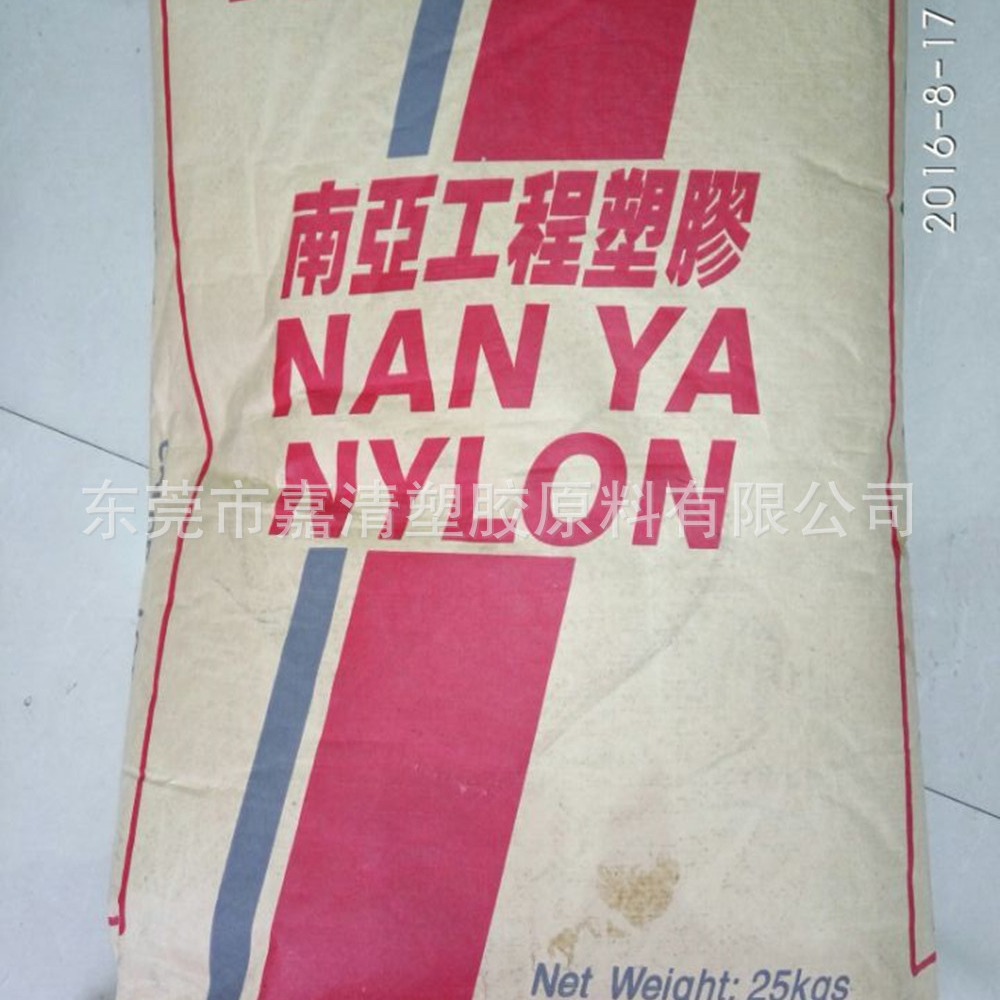 2016-8-17
南亞工程塑膠
NAN YA
NYLON
东莞市嘉清塑胶原料有限公司
Net Weight: 25kgs